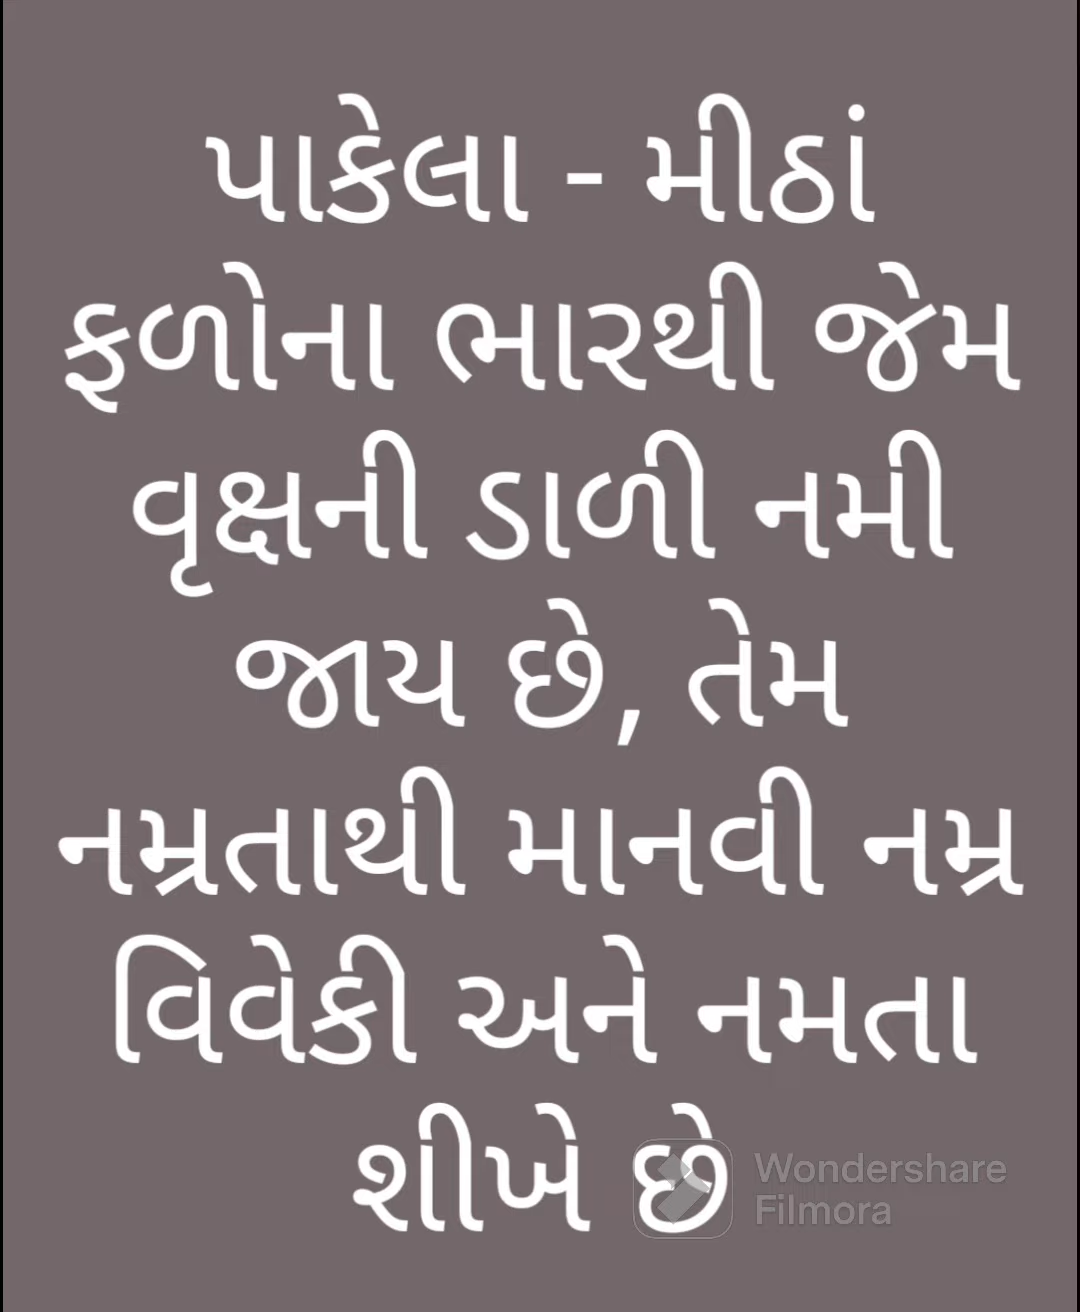 પાકેલા - મીઠાં
ફળોના ભારથી જેમ
વૃક્ષની ડાળી નમી
જાય છે, તેમ
નમ્રતાથી માનવી નમ્ર
વિવેકી અને નમતા
શીખે છે
Wondershare
Filmora